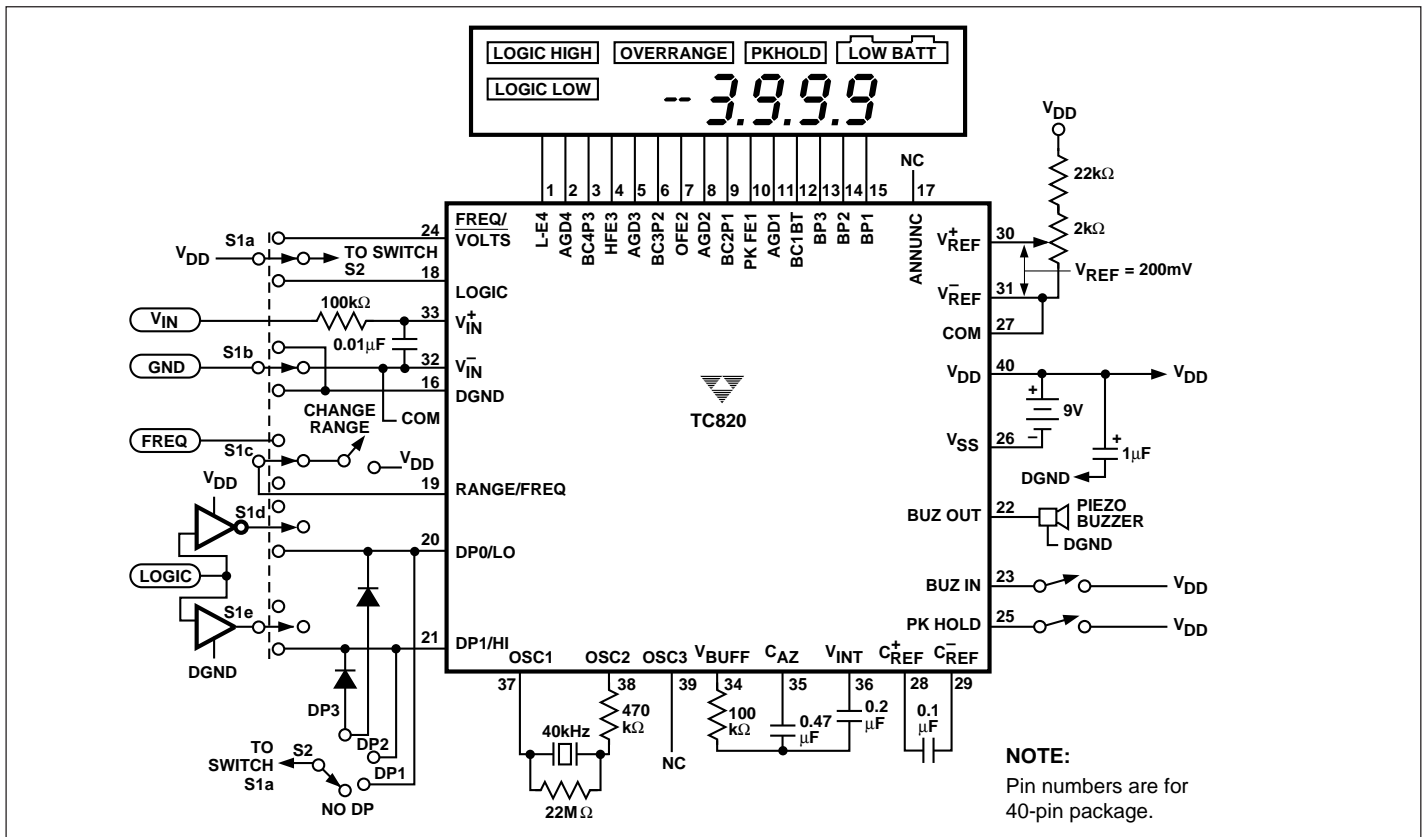 LOGIC HIGH OVERRANGE PKHOLD LOW BATT
LOGIC LOW --3.9.9.9
1 2 3 4 5 6 7 8 9 10 11 12 13 14 15 17
NC
L-E4 AGD4 BC4P3 HFE3 AGD3 BC3P2 OFE2 AGD2 BC2P1 PK FE1 AGD1 BC1BT BP3 BP2 BP1 ANNUNC
S1a
VDD
TO SWITCH
S2
24 FREQ/
VOLTS
18
LOGIC
VIN
100kΩ
33 V+IN
0.01µF
GND
S1b
32 V-IN
16
DGND
COM
CHANGE
RANGE
FREQ
S1c
VDD
19
RANGE/FREQ
VDD
S1d
20
DP0/LO
LOGIC
S1e
DGND
21
DP1/HI
DP3
DP2
DP1
TO
SWITCH
S1a
S2
NO DP
TC820
VDD
22kΩ
2kΩ
V+REF 30
VREF = 200mV
V-REF 31
COM 27
VDD 40
VDD
+
9V
–
VSS 26
+
1µF
DGND
BUZ OUT 22
PIEZO
BUZZER
DGND
BUZ IN 23
VDD
PK HOLD 25
VDD
OSC1 OSC2 OSC3 VBUFF CAZ VINT C+REF C-REF
37 38 39 34 35 36 28 29
40kHz
22MΩ
470
kΩ
NC
100
kΩ
0.47
µF
0.2
µF
0.1
µF
NOTE:
Pin numbers are for
40-pin package.